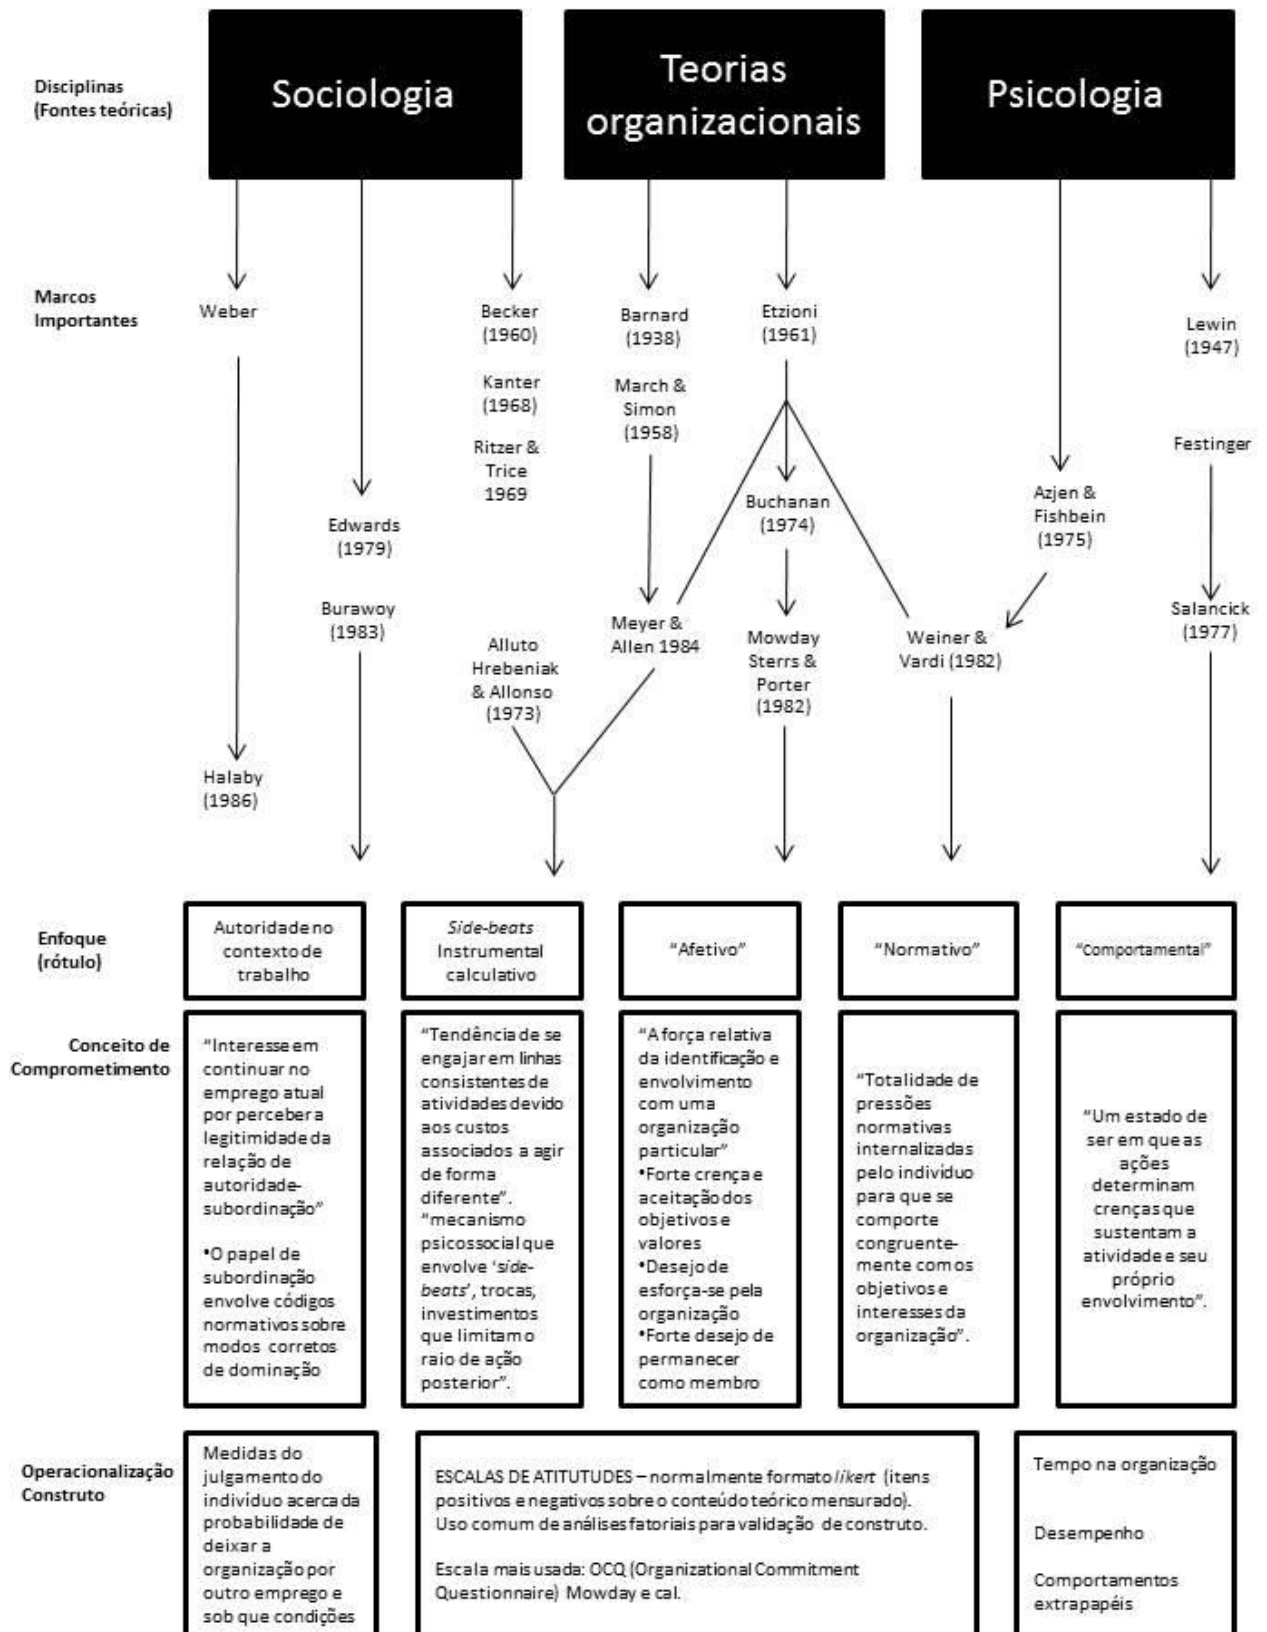 Disciplinas
(Fontes teóricas)
Sociologia
Teorias
organizacionais
Psicologia
Marcos
Importantes
Weber
Becker
(1960)
Kanter
(1968)
Ritzer &
Trice
1969
Barnard
(1938)
March &
Simon
(1958)
Etzioni
(1961)
Lewin
(1947)
Festinger
Edwards
(1979)
Buchanan
(1974)
Azjen &
Fishbein
(1975)
Burawoy
(1983)
Alluto
Hrebeniak
& Allonso
(1973)
Meyer &
Allen 1984
Mowday
Sterrs &
Porter
(1982)
Weiner &
Vardi (1982)
Salancick
(1977)
Halaby
(1986)
Enfoque
(rótulo)
Autoridade no
contexto de
trabalho
Side-beats
Instrumental
calculativo
“Afetivo”
“Normativo”
“Comportamental”
Conceito de
Comprometimento
“Interesse em
continuar no
emprego atual
por perceber a
legitimidade da
relação de
autoridade-
subordinação”
•O papel de
subordinação
envolve códigos
normativos sobre
modos corretos
de dominação
“Tendência de se
engajar em linhas
consistentes de
atividades devido
aos custos
associados a agir
de forma
diferente”.
“mecanismo
psicossocial que
envolve ‘side-
beats’, trocas,
investimentos
que limitam o
raio de ação
posterior”.
“A força relativa
da identificação e
envolvimento
com uma
organização
particular”
•Forte crença e
aceitação dos
objetivos e
valores
•Desejo de
esforça-se pela
organização
•Forte desejo de
permanecer
como membro
“Totalidade de
pressões
normativas
internalizadas
pelo indivíduo
para que se
comporte
congruente-
mente com os
objetivos e
interesses da
organização”.
“Um estado de
ser em que as
ações
determinam
crenças que
sustentam a
atividade e seu
próprio
envolvimento”.
Operacionalização
Construto
Medidas do
julgamento do
indivíduo acerca da
probabilidade de
deixar a
organização por
outro emprego e
sob que condições
ESCALAS DE ATITUTUDES – normalmente formato likert (itens
positivos e negativos sobre o conteúdo teórico mensurado).
Uso comum de análises fatoriais para validação de construto.
Escala mais usada: OCQ (Organizational Commitment
Questionnaire) Mowday e cal.
Tempo na organização
Desempenho
Comportamentos
extrapapéis